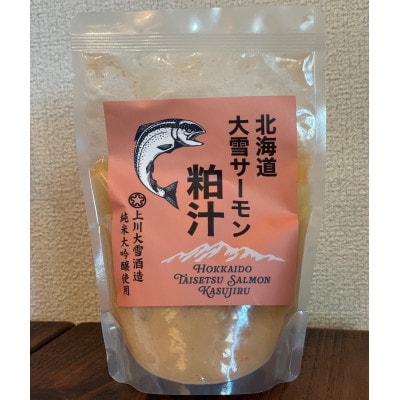 北海道
大雪サーモン
粕汁
上川大雪酒造
純米大吟醸使用
HOKKAIDO
TAISETSU SALMON
KASUJIRU